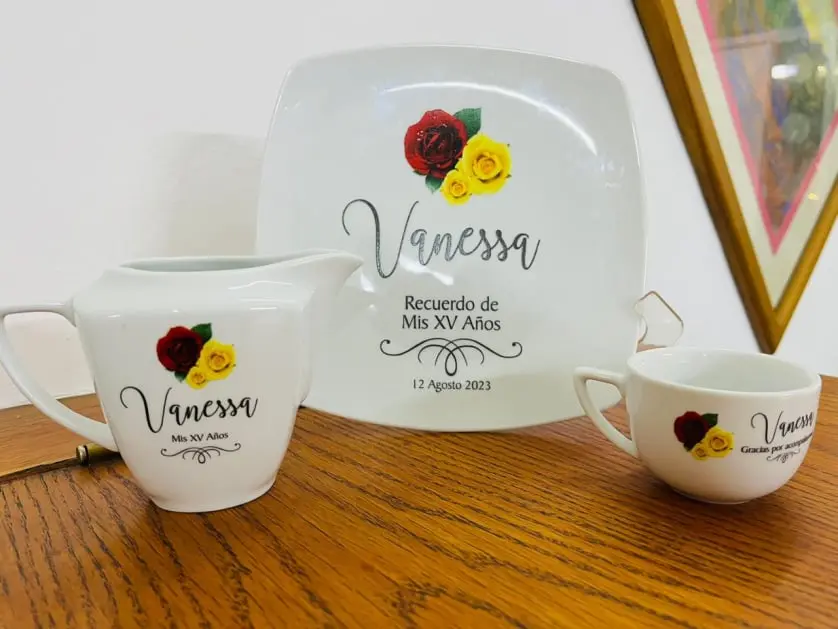 Vanessa
Recuerdo de
Mis XV Años
12 Agosto 2023
Vanessa
Mis XV Años
Vanessa
Gracias por